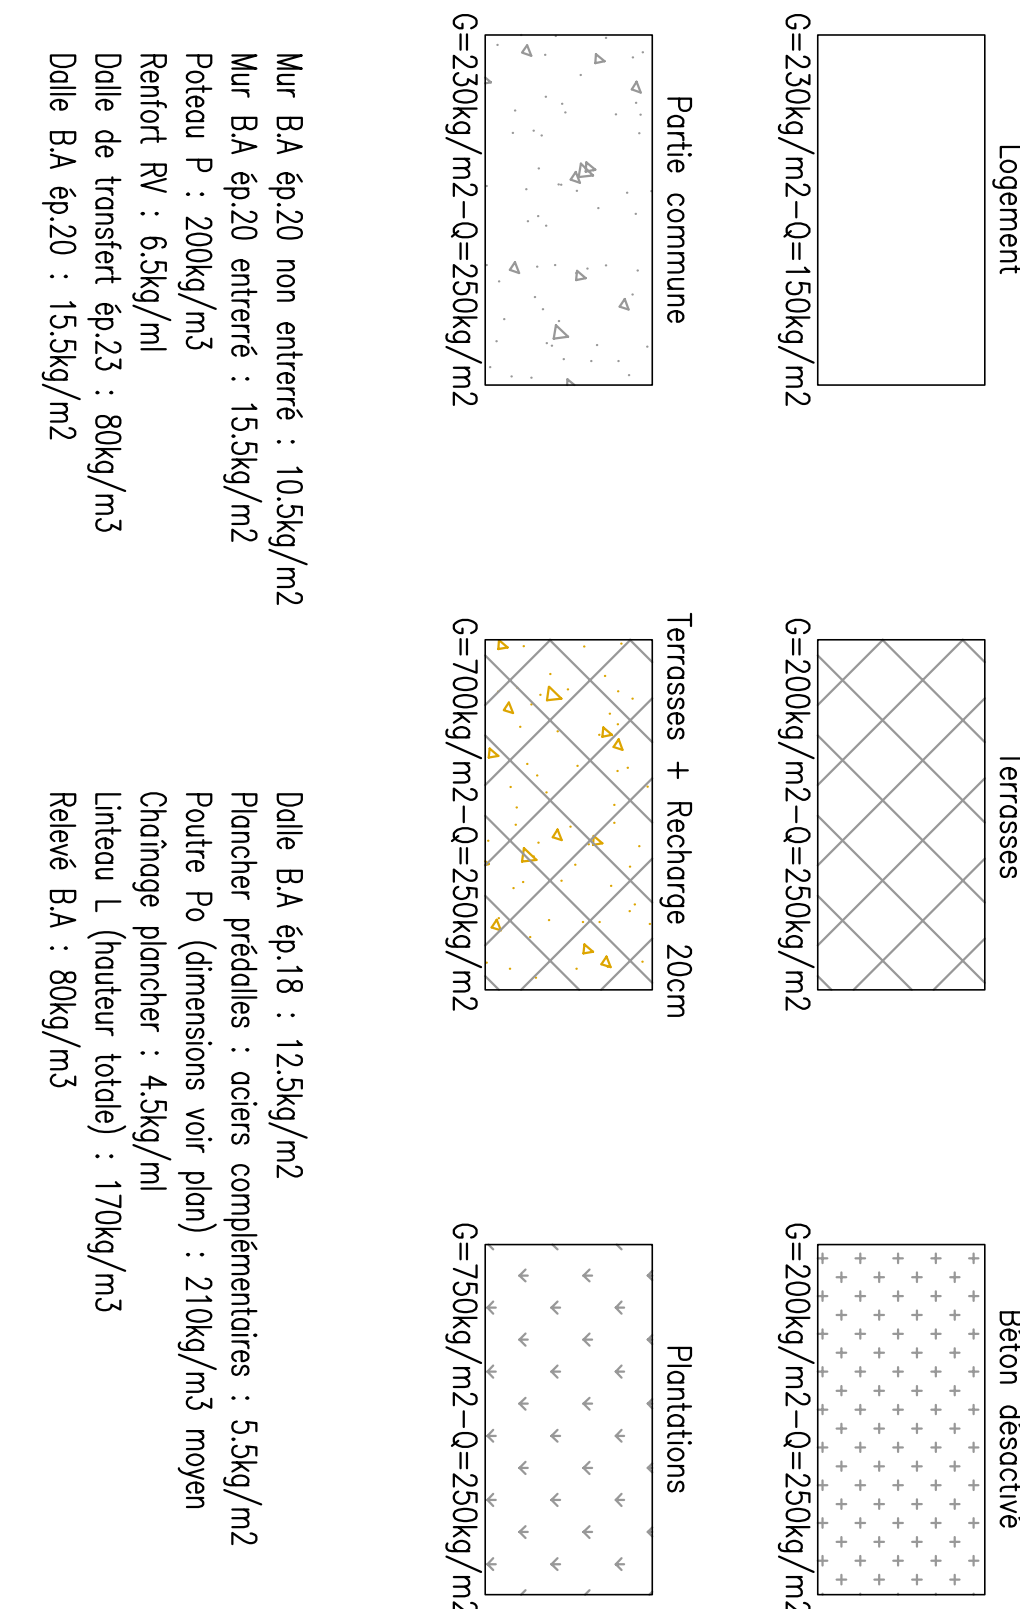 Logement
G=230kg/m2-Q=150kg/m2
Terrasses
G=200kg/m2-Q=250kg/m2
Béton désactivé
G=200kg/m2-Q=250kg/m2
Partie commune
G=230kg/m2-Q=250kg/m2
Terrasses + Recharge 20cm
G=700kg/m2-Q=250kg/m2
Plantations
G=750kg/m2-Q=250kg/m2
Mur B.A ép.20 non entrerré : 10.5kg/m2
Mur B.A ép.20 entrerré : 15.5kg/m2
Poteau P : 200kg/m3
Renfort RV : 6.5kg/ml
Dalle de transfert ép.23 : 80kg/m3
Dalle B.A ép.20 : 15.5kg/m2
Dalle B.A ép.18 : 12.5kg/m2
Plancher prédalles : aciers complémentaires : 5.5kg/m2
Poutre Po (dimensions voir plan) : 210kg/m3 moyen
Chaînage plancher : 4.5kg/ml
Linteau L (hauteur totale) : 170kg/m3
Relevé B.A : 80kg/m3